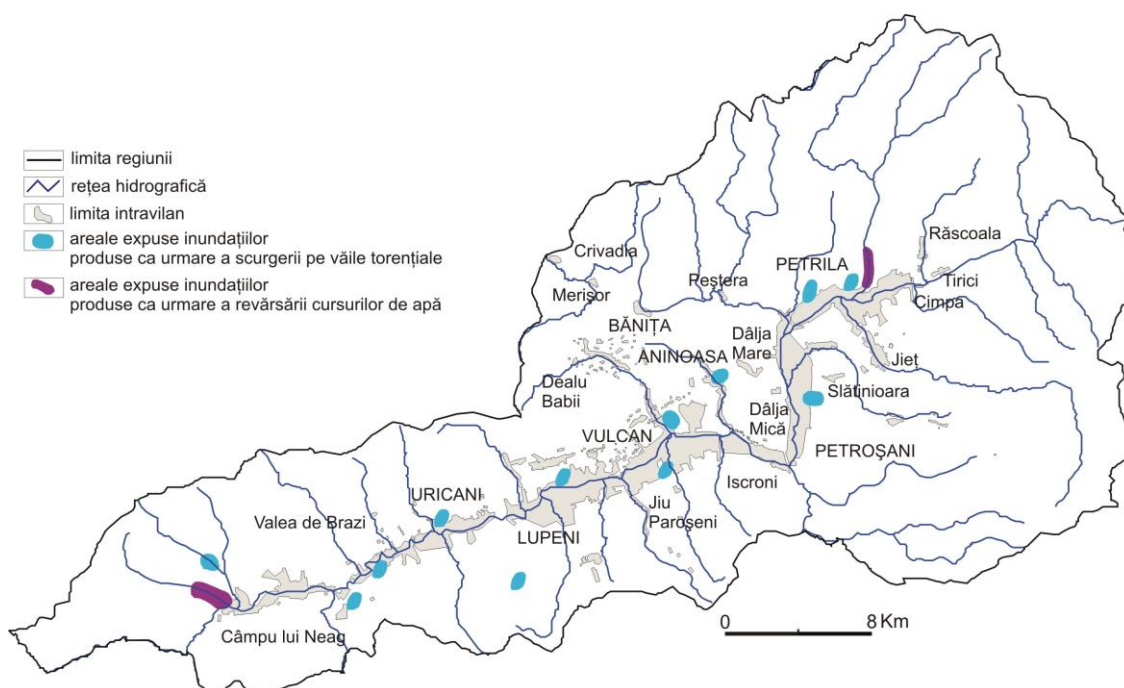 limita regiunii
rețea hidrografică
limita intravilan
areale expuse inundațiilor
produse ca urmare a scurgerii pe văile torențiale
areale expuse inundațiilor
produse ca urmare a revărsării cursurilor de apă
Crivadia
Merișor
Peștera
BĂNIȚA
PETRILA
Răscoala
Tirici
Cimpa
Dâlja
Mare
Jieț
ANINOASA
Dealu
Babii
Slătinioara
Dâlja
Mică
VULCAN
PETROŞANI
Iscroni
URICANI
Valea de Brazi
LUPENI
Jiu
Paroșeni
Câmpu lui Neag
0 8 Km